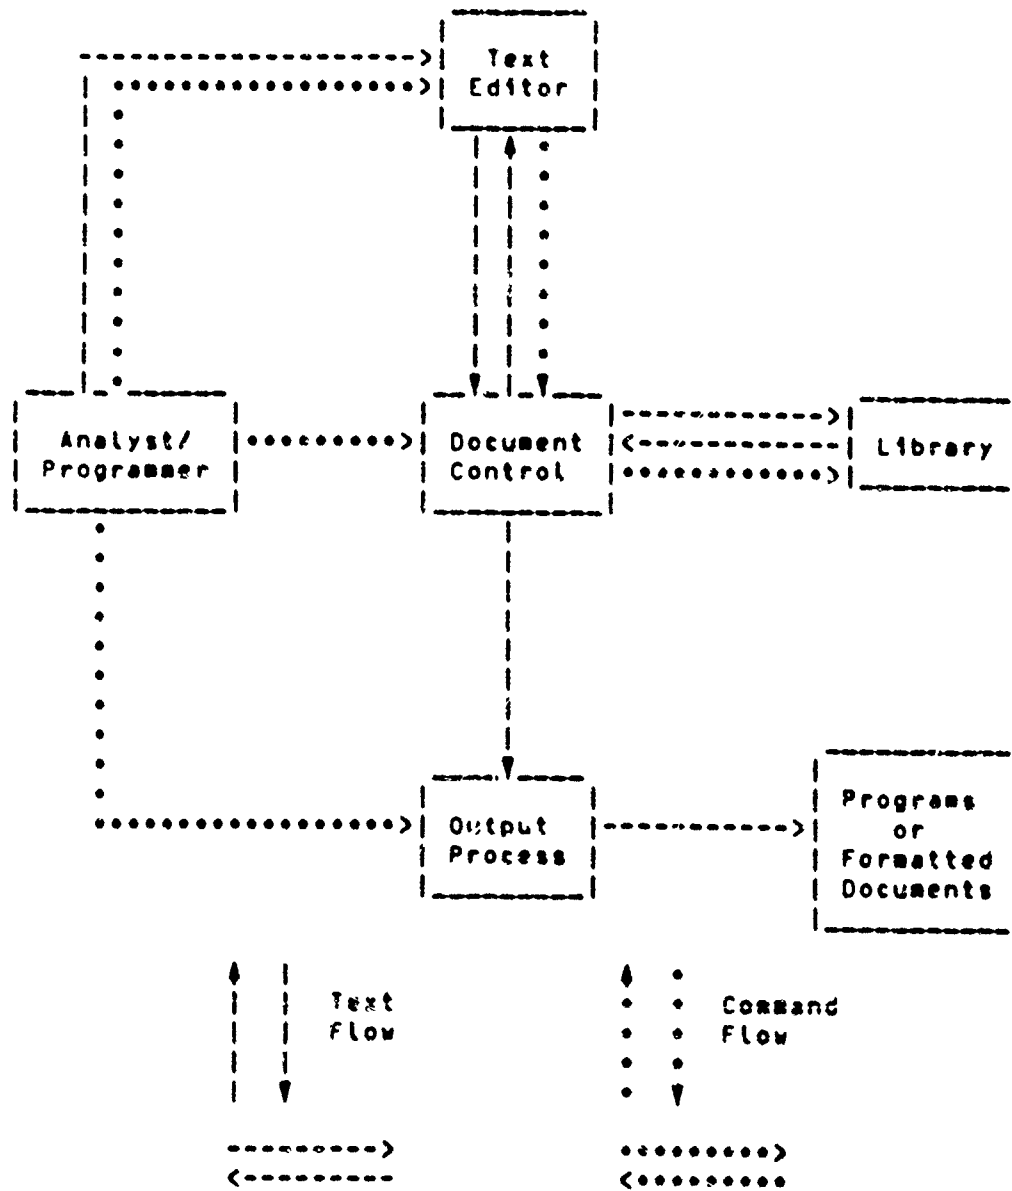 Text
Editor
Analyst/
Programmer
Document
Control
Library
Output
Process
Programs
or
Formatted
Documents
Text
Flow
Command
Flow